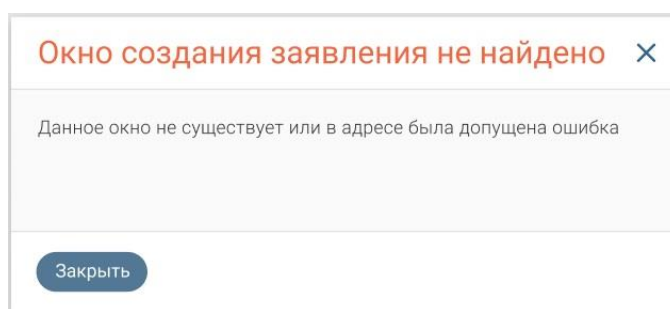 Окно создания заявления не найдено
Данное окно не существует или в адресе была допущена ошибка
Закрыть